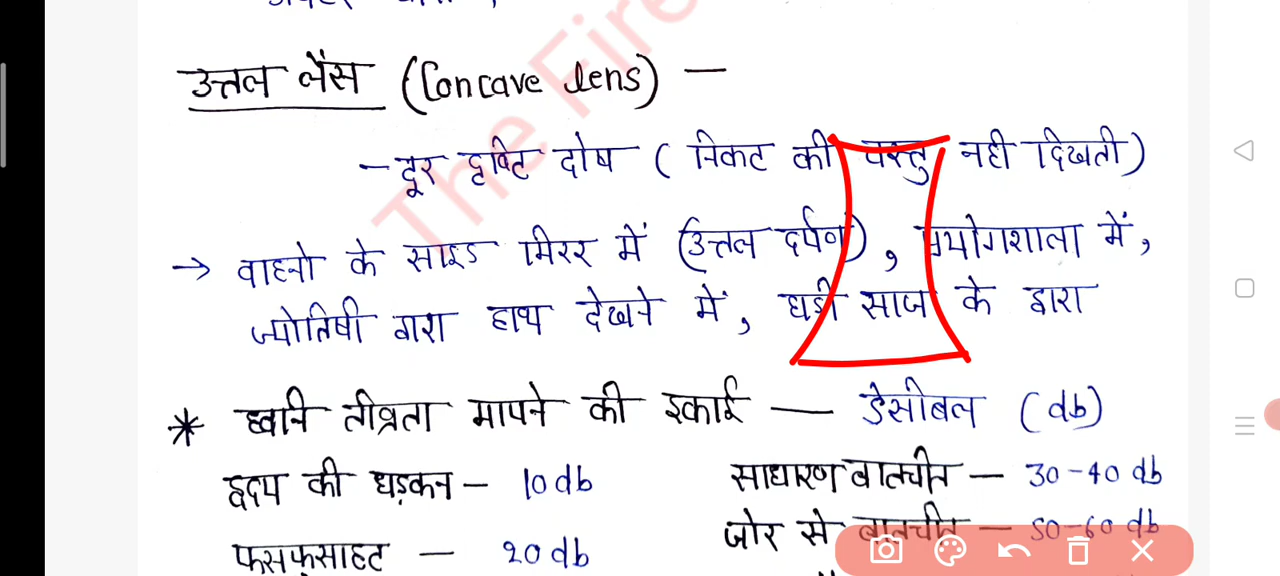 उत्तल लैंस (Concave lens) —
– दूर दृष्टि दोष ( निकट की वस्तु नही दिखती)
→ वाहनो के साइड मिरर में (उत्तल दर्पण), प्रयोगशाला में,
ज्योतिषी द्वारा हाथ देखने में, घड़ी साज के द्वारा
* ध्वनि तीव्रता मापने की इकाई — डेसीबल (db)
हृदय की धड़कन – 10 db
साधारण बातचीत – 30-40 db
जोर से बातचीत – 50-60 db
फुसफुसाहट – 20 db
The Fire